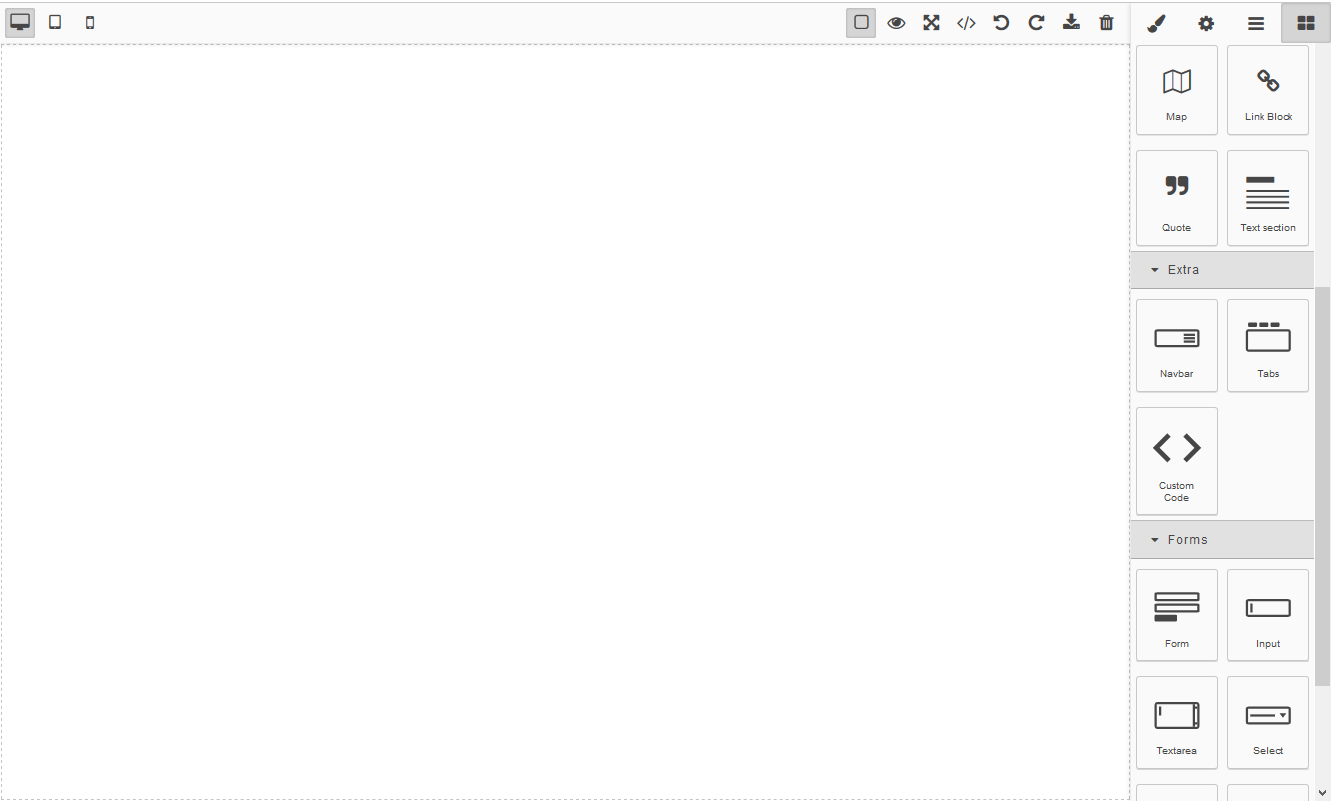 Map
Link Block
Quote
Text section
Extra
Navbar
Tabs
Custom
Code
Forms
Form
Input
Textarea
Select